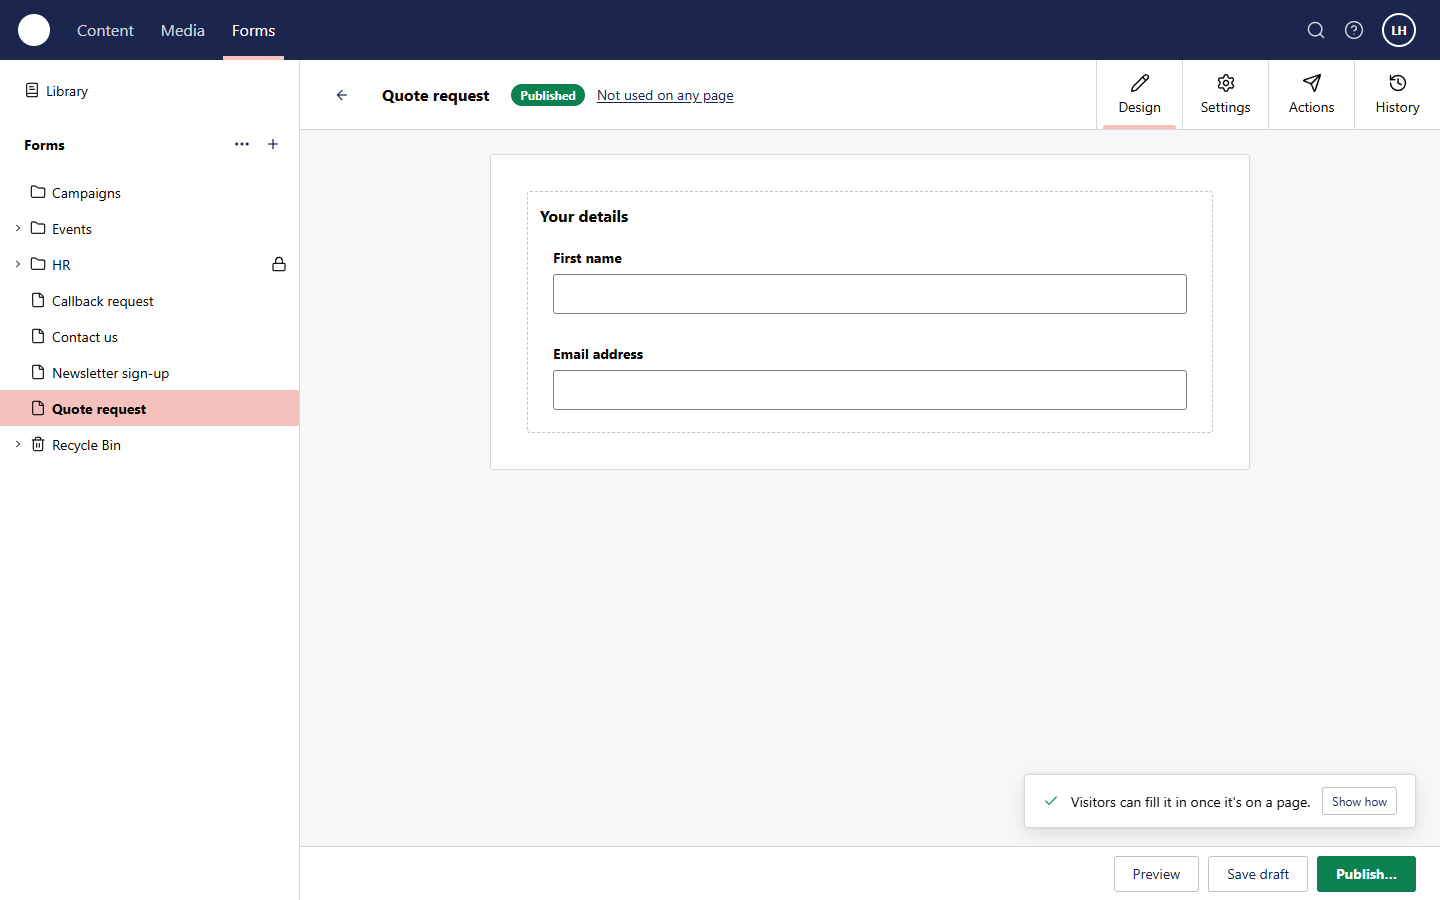 Content Media Forms
LH
Library
Forms
Campaigns
Events
HR
Callback request
Contact us
Newsletter sign-up
Quote request
Recycle Bin
Quote request Published Not used on any page
Design Settings Actions History
Your details
First name
Email address
Visitors can fill it in once it's on a page. Show how
Preview Save draft Publish...